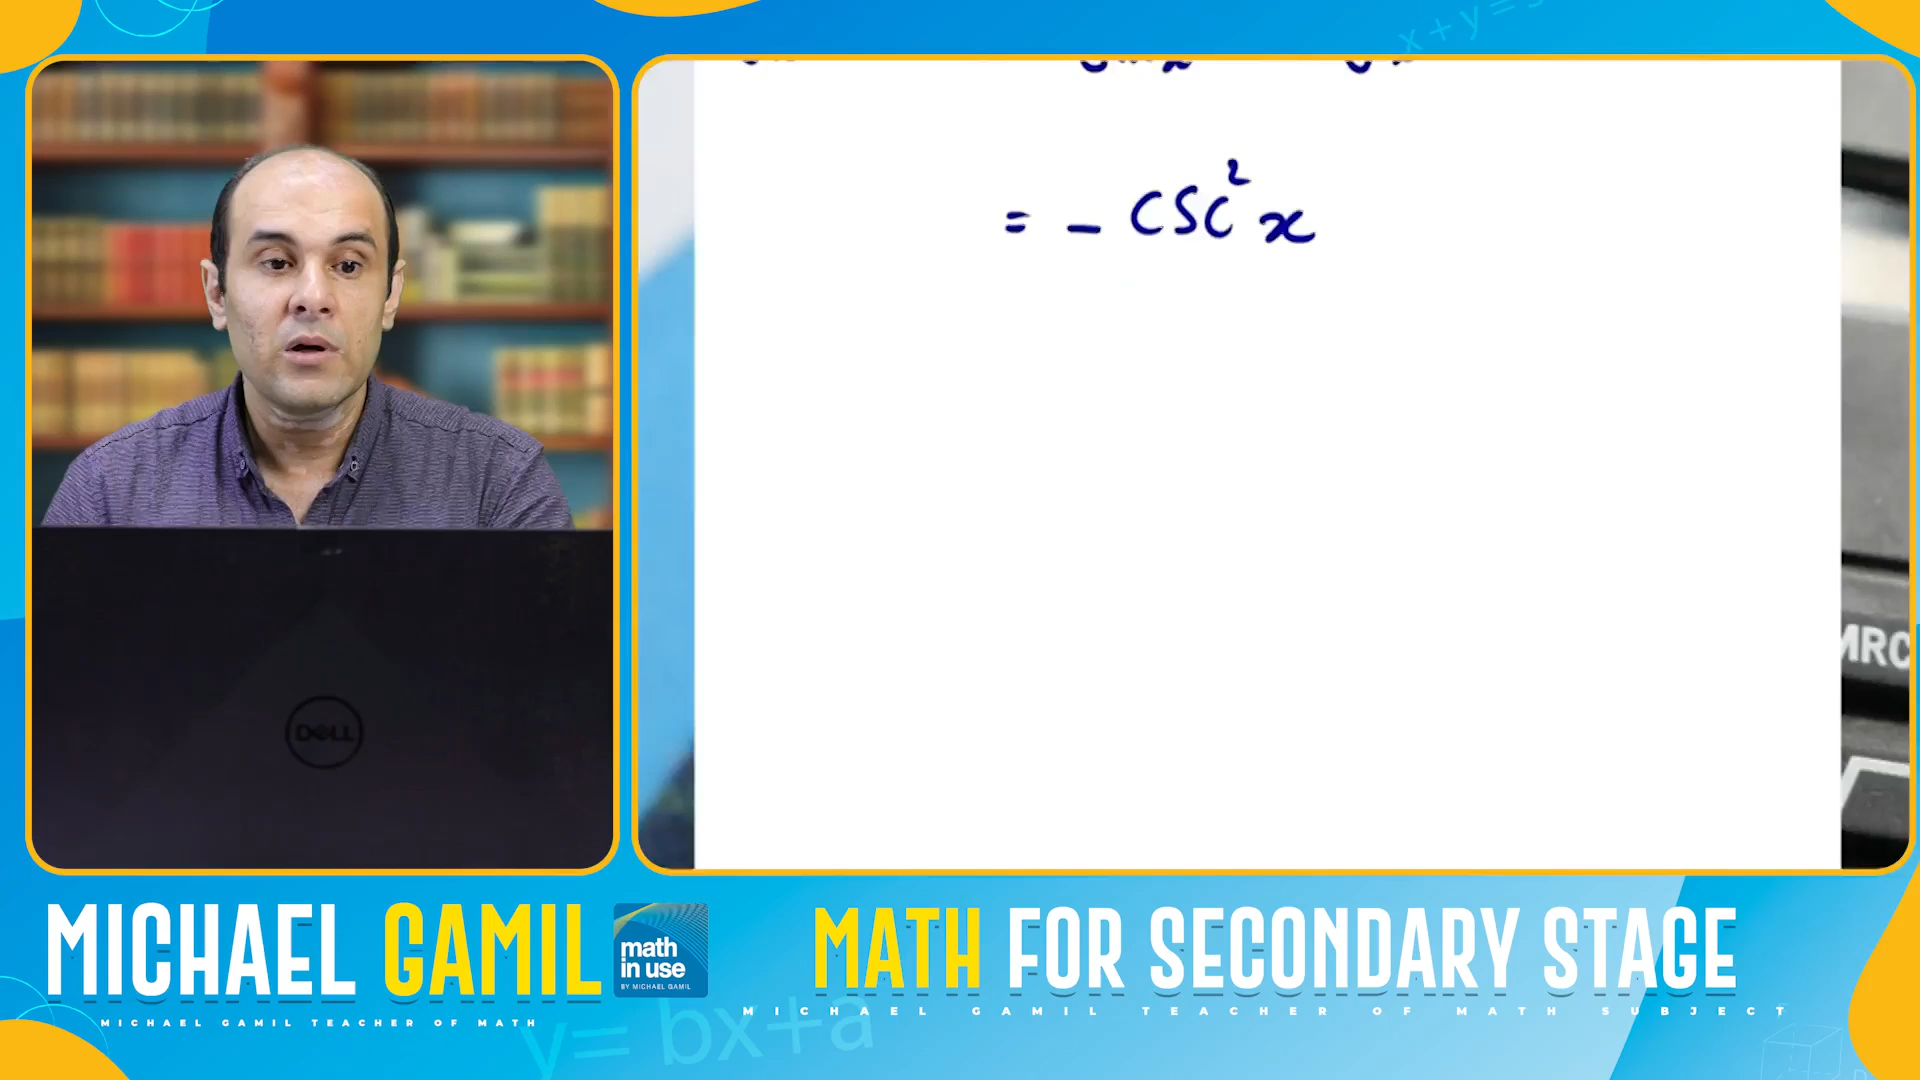 x + y =
= - CSC² x
MRC
DELL
MICHAEL GAMIL
math
in use
BY MICHAEL GAMIL
MATH FOR SECONDARY STAGE
MICHAEL GAMIL TEACHER OF MATH
MICHAEL GAMIL TEACHER OF MATH SUBJECT
y= bx+a